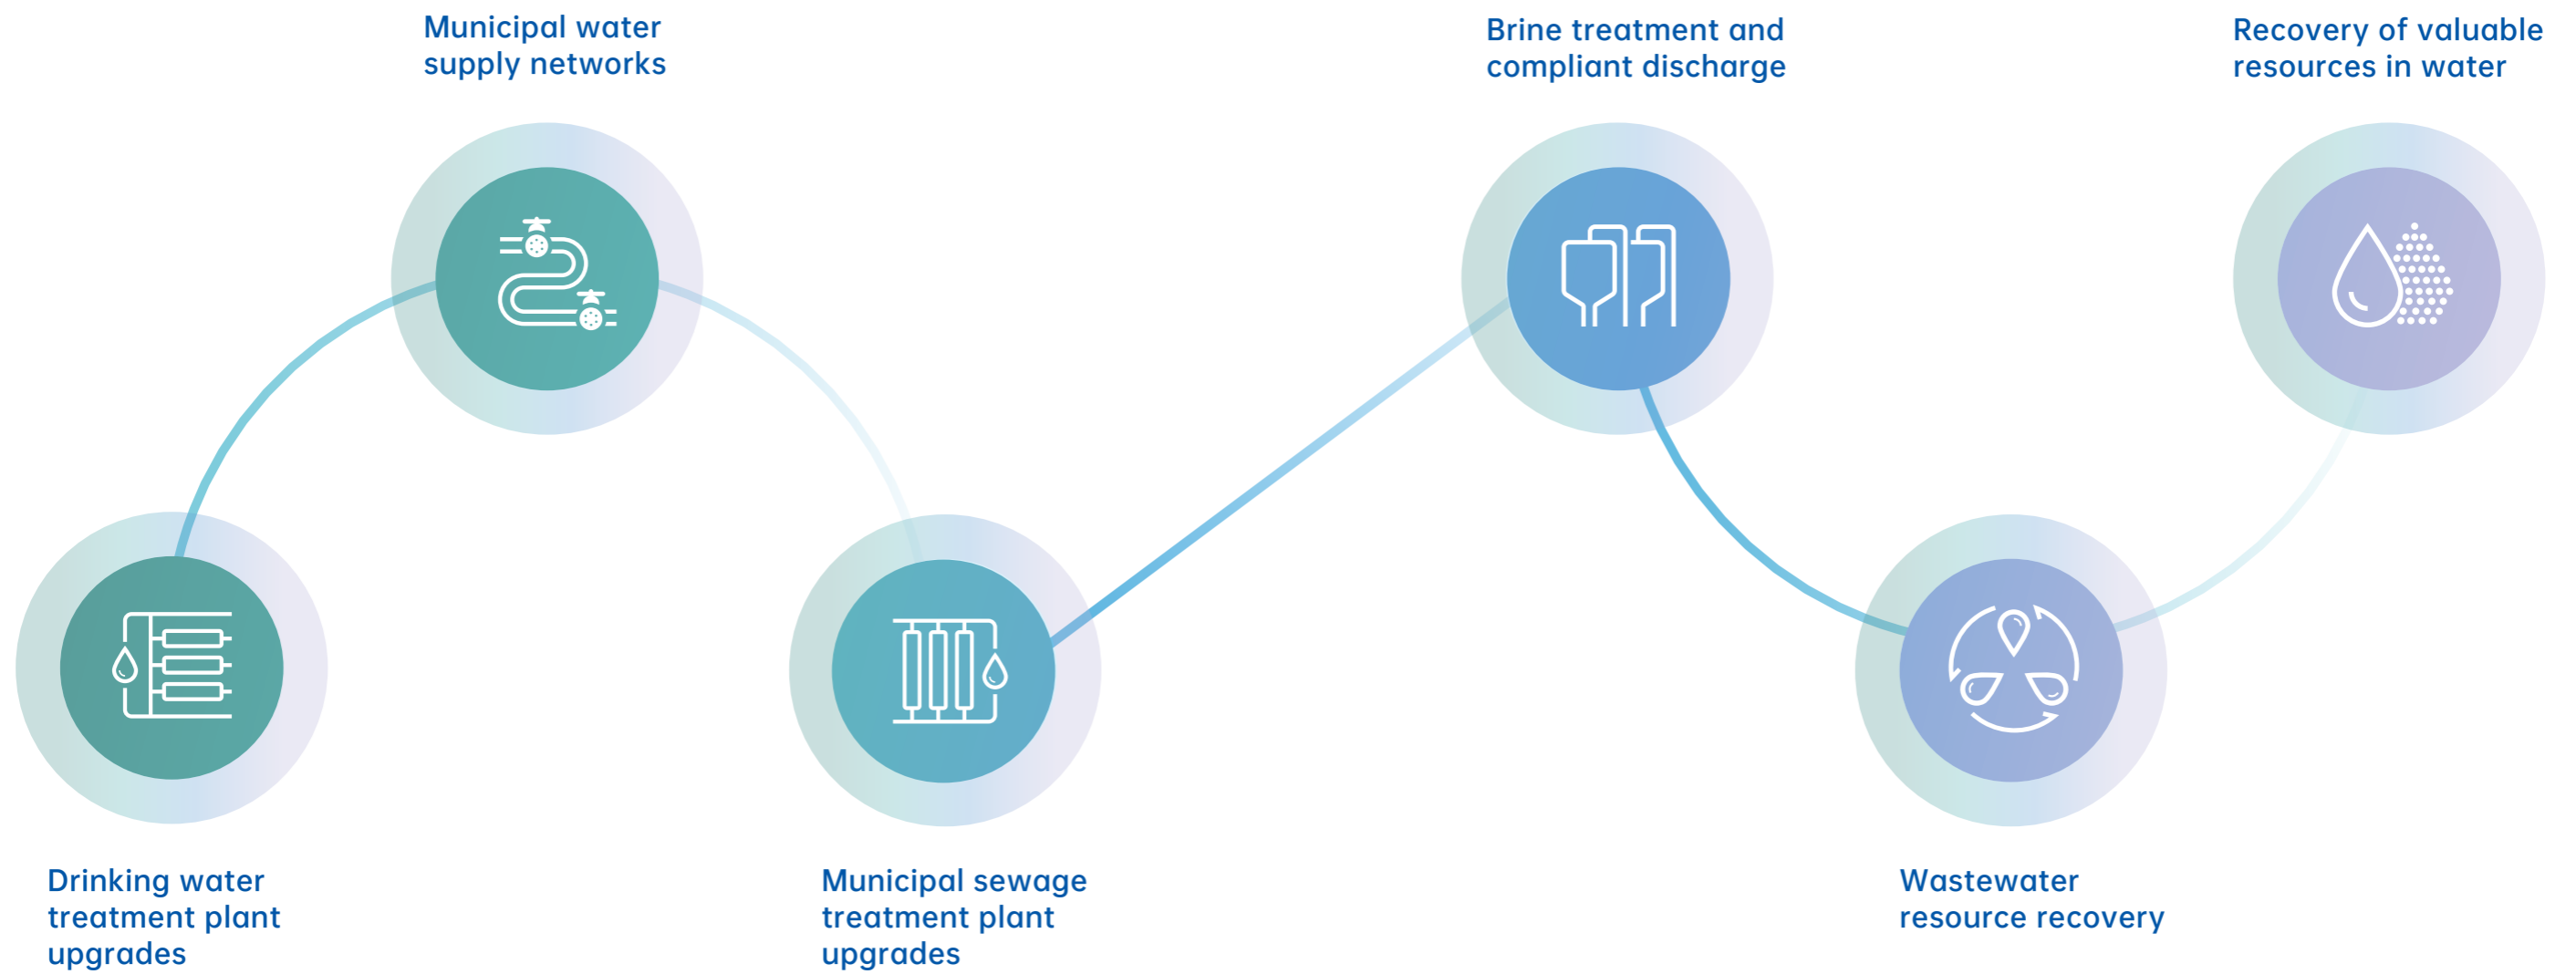 Municipal water
supply networks
Brine treatment and
compliant discharge
Recovery of valuable
resources in water
Drinking water
treatment plant
upgrades
Municipal sewage
treatment plant
upgrades
Wastewater
resource recovery